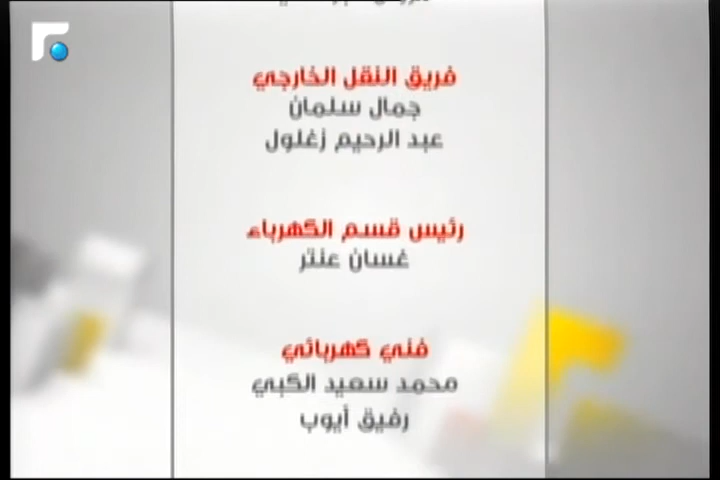 فريق النقل الخارجي
جمال سلمان
عبد الرحيم زغلول
رئيس قسم الكهرباء
غسان عنتر
فني كهربائي
محمد سعيد الكبي
رفيق أيوب